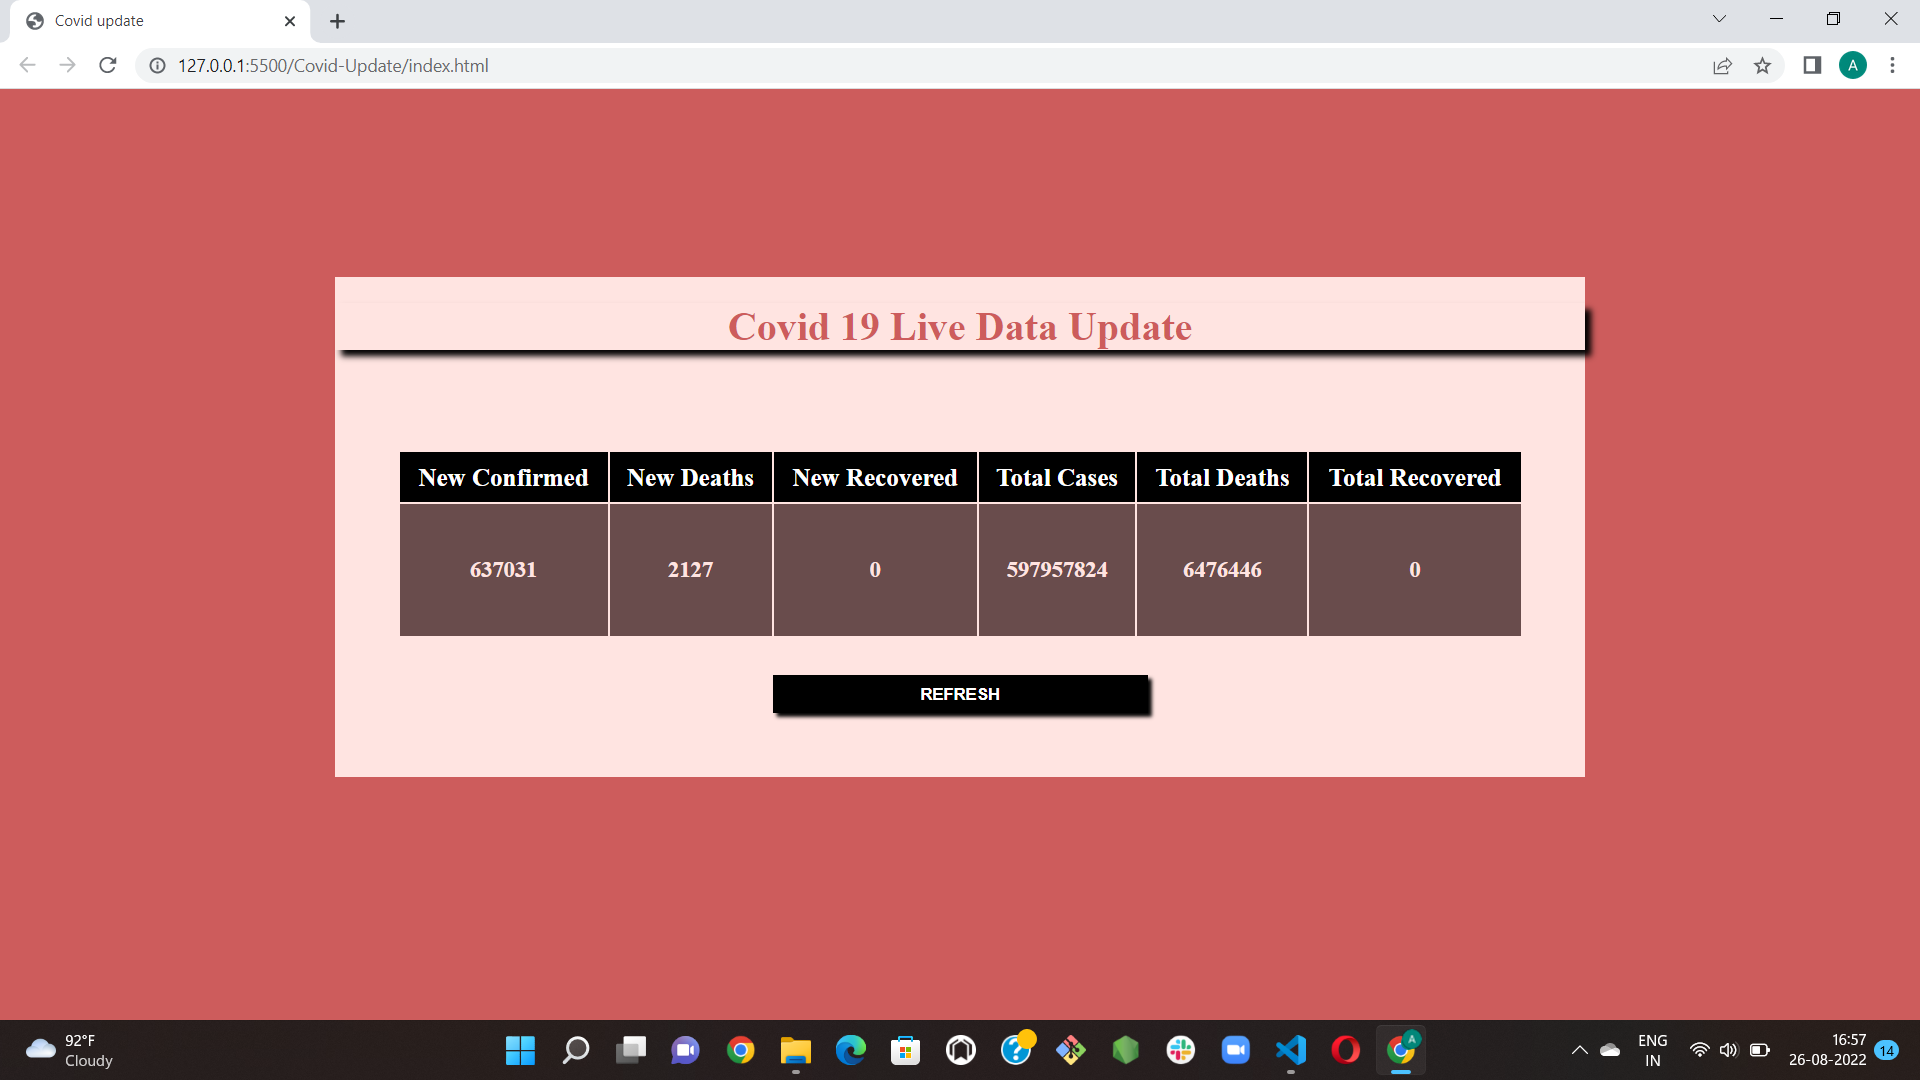 Covid update
127.0.0.1:5500/Covid-Update/index.html
A
Covid 19 Live Data Update
New Confirmed New Deaths New Recovered Total Cases Total Deaths Total Recovered
637031 2127 0 597957824 6476446 0
REFRESH
92°F
Cloudy
A
ENG
IN
16:57
26-08-2022
14